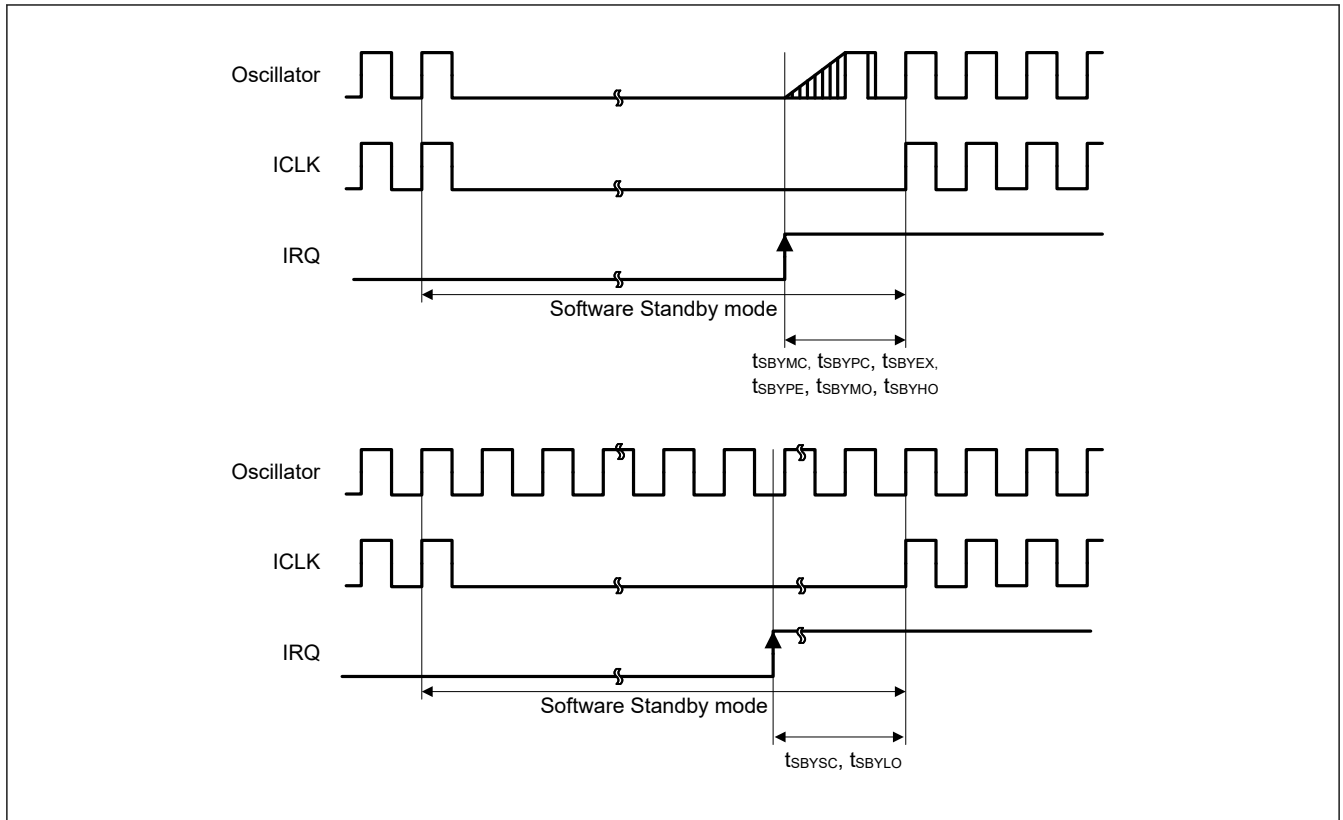 Oscillator
ICLK
IRQ
Software Standby mode
tSBYMC, tSBYPC, tSBYEX,
tSBYPE, tSBYMO, tSBYHO
Oscillator
ICLK
IRQ
Software Standby mode
tSBYSC, tSBYLO